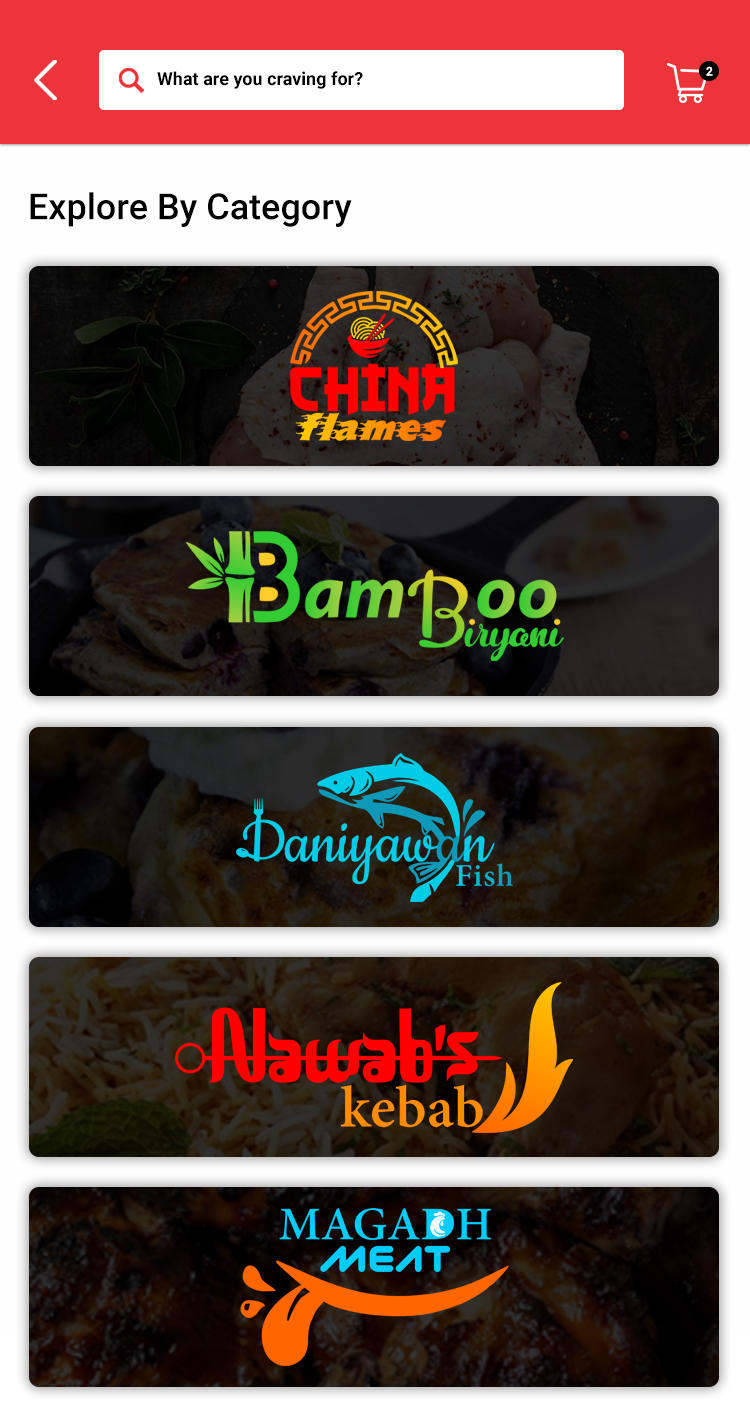 What are you craving for?
2
Explore By Category
CHINA
flames
BamBoo
Biryani
Daniyawan
Fish
Nawab's
kebab
MAGADH
MEAT